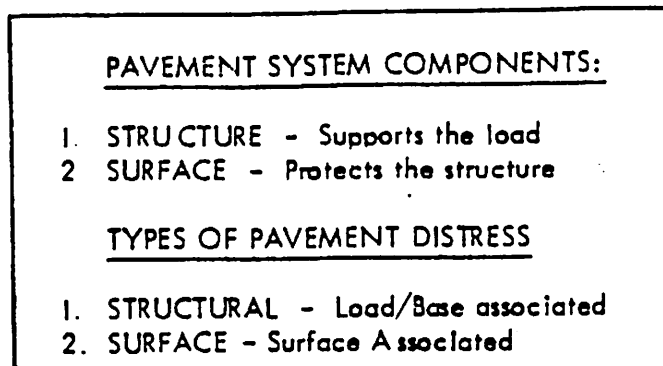 PAVEMENT SYSTEM COMPONENTS:
1. STRUCTURE - Supports the load
2 SURFACE - Protects the structure
TYPES OF PAVEMENT DISTRESS
1. STRUCTURAL - Load/Base associated
2. SURFACE - Surface Associated